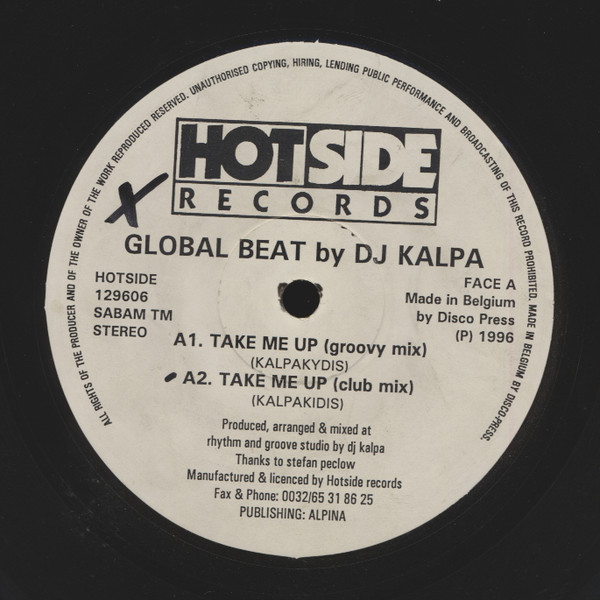 ALL RIGHTS OF THE PRODUCER AND OF THE OWNER OF THE WORK REPRODUCED RESERVED. UNAUTHORISED COPYING, HIRING, LENDING PUBLIC PERFORMANCE AND BROADCASTING OF THIS RECORD PROHIBITED. MADE IN BELGIUM BY DISCO-PRESS.
HOT SIDE
RECORDS
X
GLOBAL BEAT by DJ KALPA
HOTSIDE
129606
SABAM TM
STEREO
FACE A
Made in Belgium
by Disco Press
(P) 1996
A1. TAKE ME UP (groovy mix)
(KALPAKYDIS)
A2. TAKE ME UP (club mix)
(KALPAKIDIS)
Produced, arranged & mixed at
rhythm and groove studio by dj kalpa
Thanks to stefan peclow
Manufactured & licenced by Hotside records
Fax & Phone: 0032/65 31 86 25
PUBLISHING: ALPINA